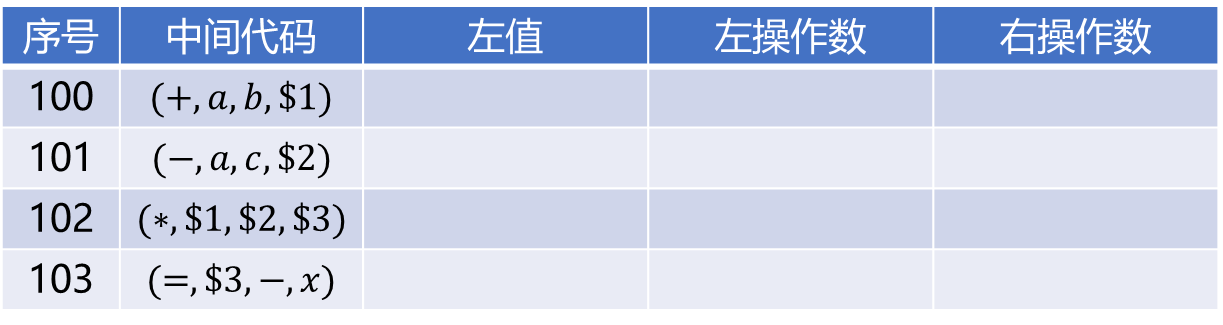 序号 中间代码 左值 左操作数 右操作数
100 (+, a, b, $1)
101 (−, a, c, $2)
102 (∗, $1, $2, $3)
103 (=, $3, −, x)